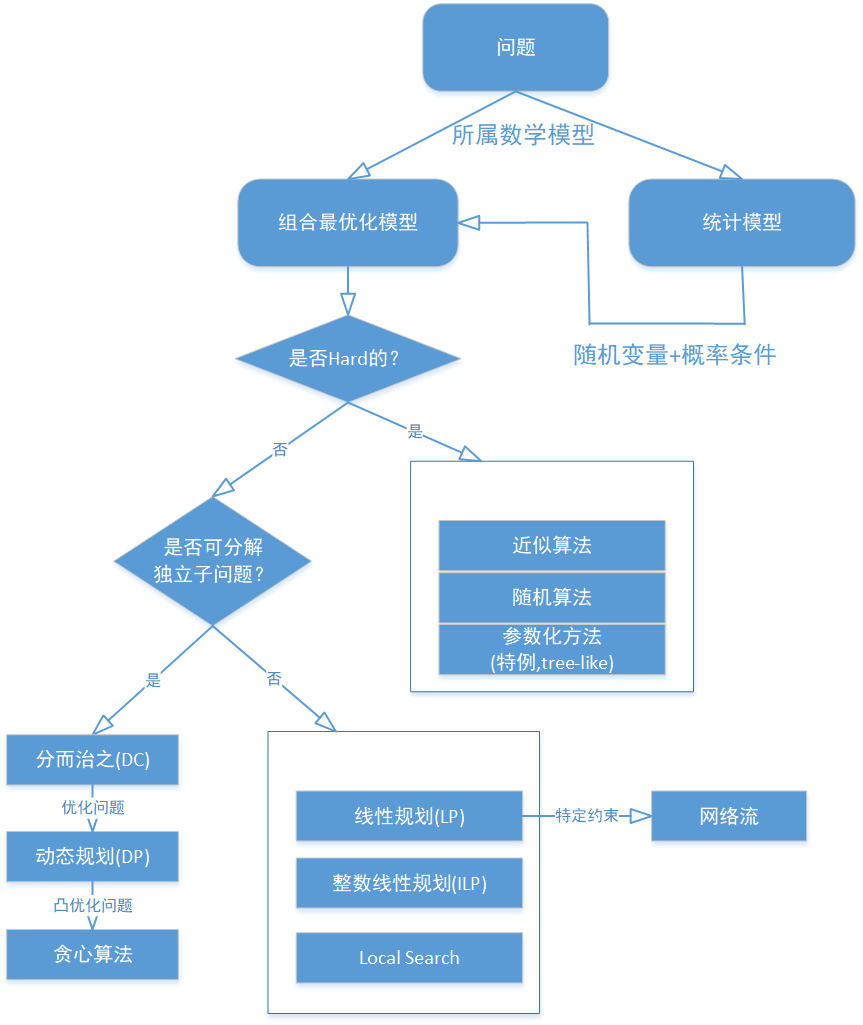 问题
所属数学模型
组合最优化模型
统计模型
随机变量+概率条件
是否Hard的？
否
是
是否可分解
独立子问题？
近似算法
随机算法
参数化方法
(特例,tree-like)
是
否
分而治之(DC)
优化问题
动态规划(DP)
凸优化问题
贪心算法
线性规划(LP)
特定约束
网络流
整数线性规划(ILP)
Local Search